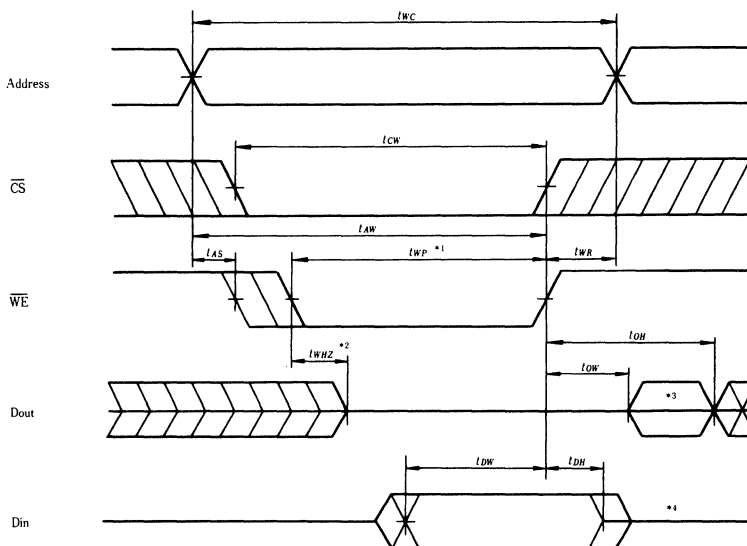 tWC
Address
tCW
CS
tAW
tAS
tWP *1
tWR
WE
tWHZ *2
tOH
tOW
Dout
*3
tDW
tDH
Din
*4